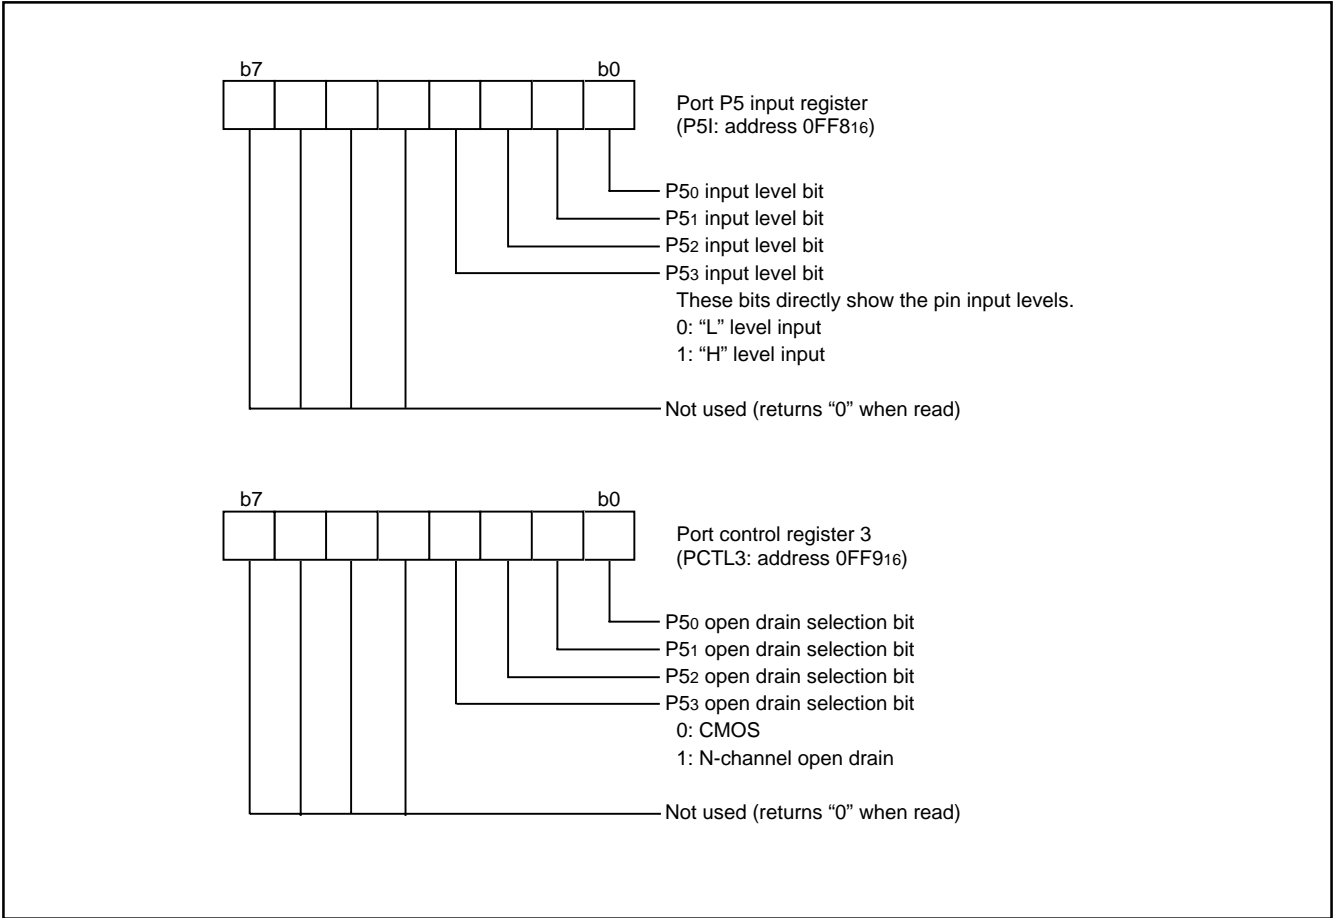 b7 b0
Port P5 input register
(P5I: address 0FF816)
P50 input level bit
P51 input level bit
P52 input level bit
P53 input level bit
These bits directly show the pin input levels.
0: “L” level input
1: “H” level input
Not used (returns “0” when read)
b7 b0
Port control register 3
(PCTL3: address 0FF916)
P50 open drain selection bit
P51 open drain selection bit
P52 open drain selection bit
P53 open drain selection bit
0: CMOS
1: N-channel open drain
Not used (returns “0” when read)